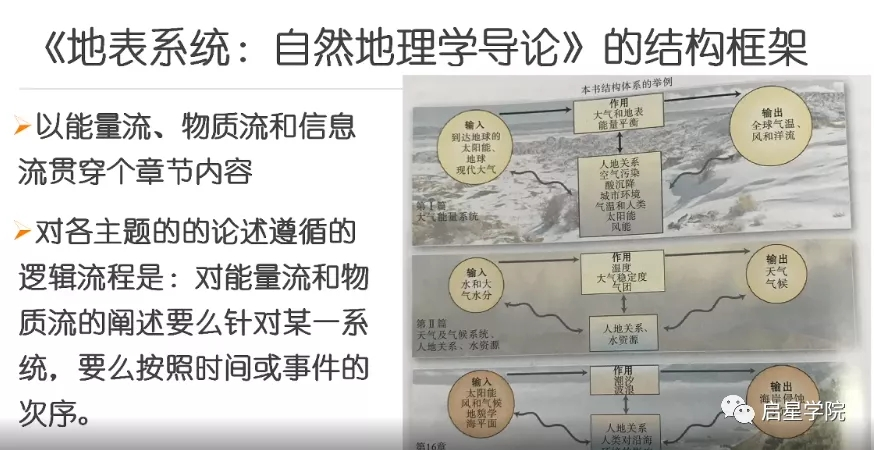 《地表系统：自然地理学导论》的结构框架
以能量流、物质流和信息
流贯穿个章节内容
对各主题的的论述遵循的
逻辑流程是：对能量流和物
质流的阐述要么针对某一系
统，要么按照时间或事件的
次序。
本书结构体系的举例
输入
到达地球的
太阳能、
地球
现代大气
作用
大气和地表
能量平衡
输出
全球气温、
风和洋流
人地关系
空气污染
酸沉降
城市环境
气温和人类
太阳能
风能
第Ⅰ篇
大气能量系统
输入
水和大
气水分
作用
温度
大气稳定度
气团
输出
天气
气候
人地关系、
水资源
第Ⅱ篇
天气及气候系统、
人地关系、水资源
输入
太阳能
风和气候
地貌学
海平面
作用
潮汐
波浪
输出
海岸侵蚀
人地关系
人类对沿海
第16章
启星学院